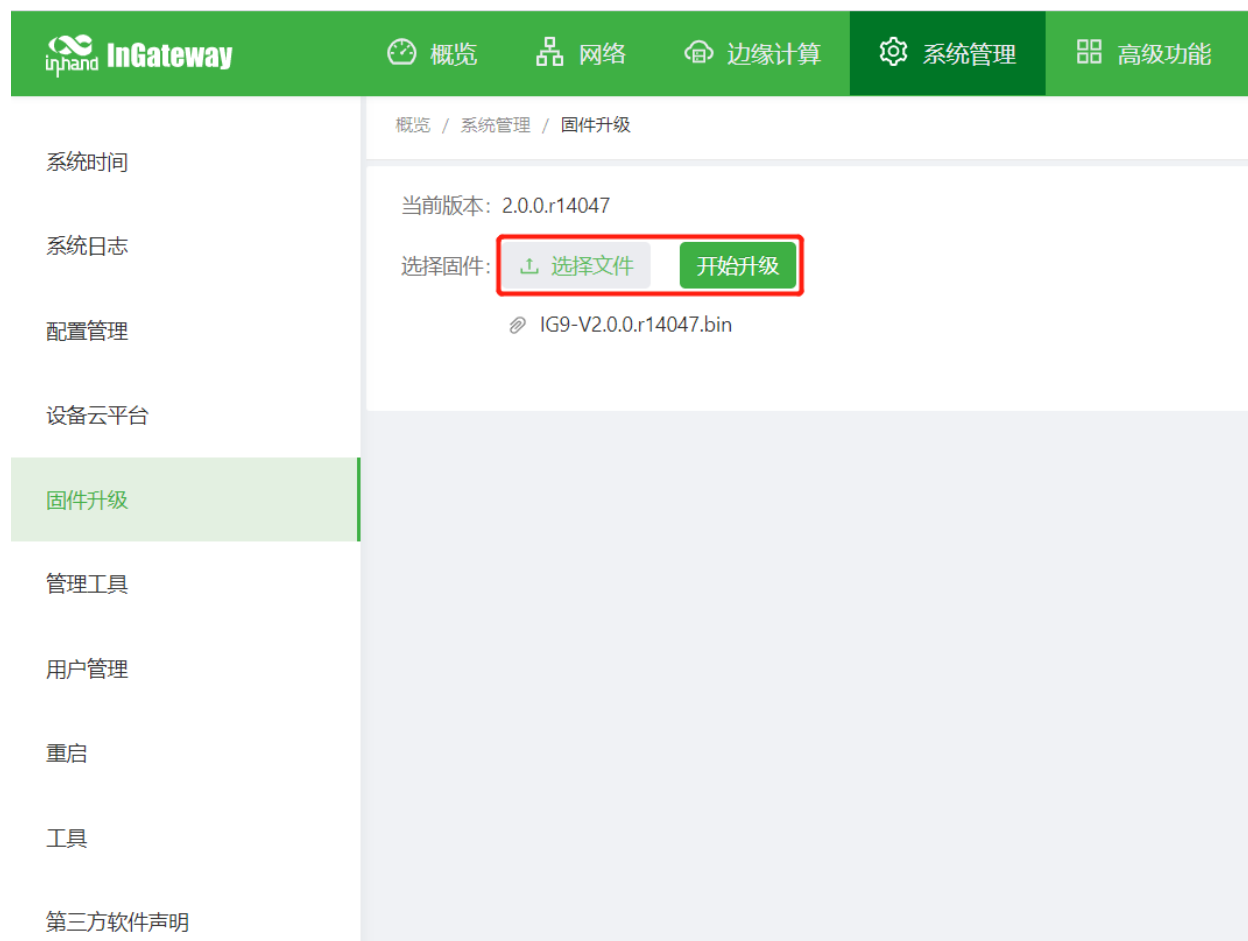 inhand InGateway 概览 网络 边缘计算 系统管理 高级功能
概览 / 系统管理 / 固件升级
系统时间
系统日志
配置管理
设备云平台
固件升级
管理工具
用户管理
重启
工具
第三方软件声明
当前版本: 2.0.0.r14047
选择固件: 选择文件 开始升级
IG9-V2.0.0.r14047.bin